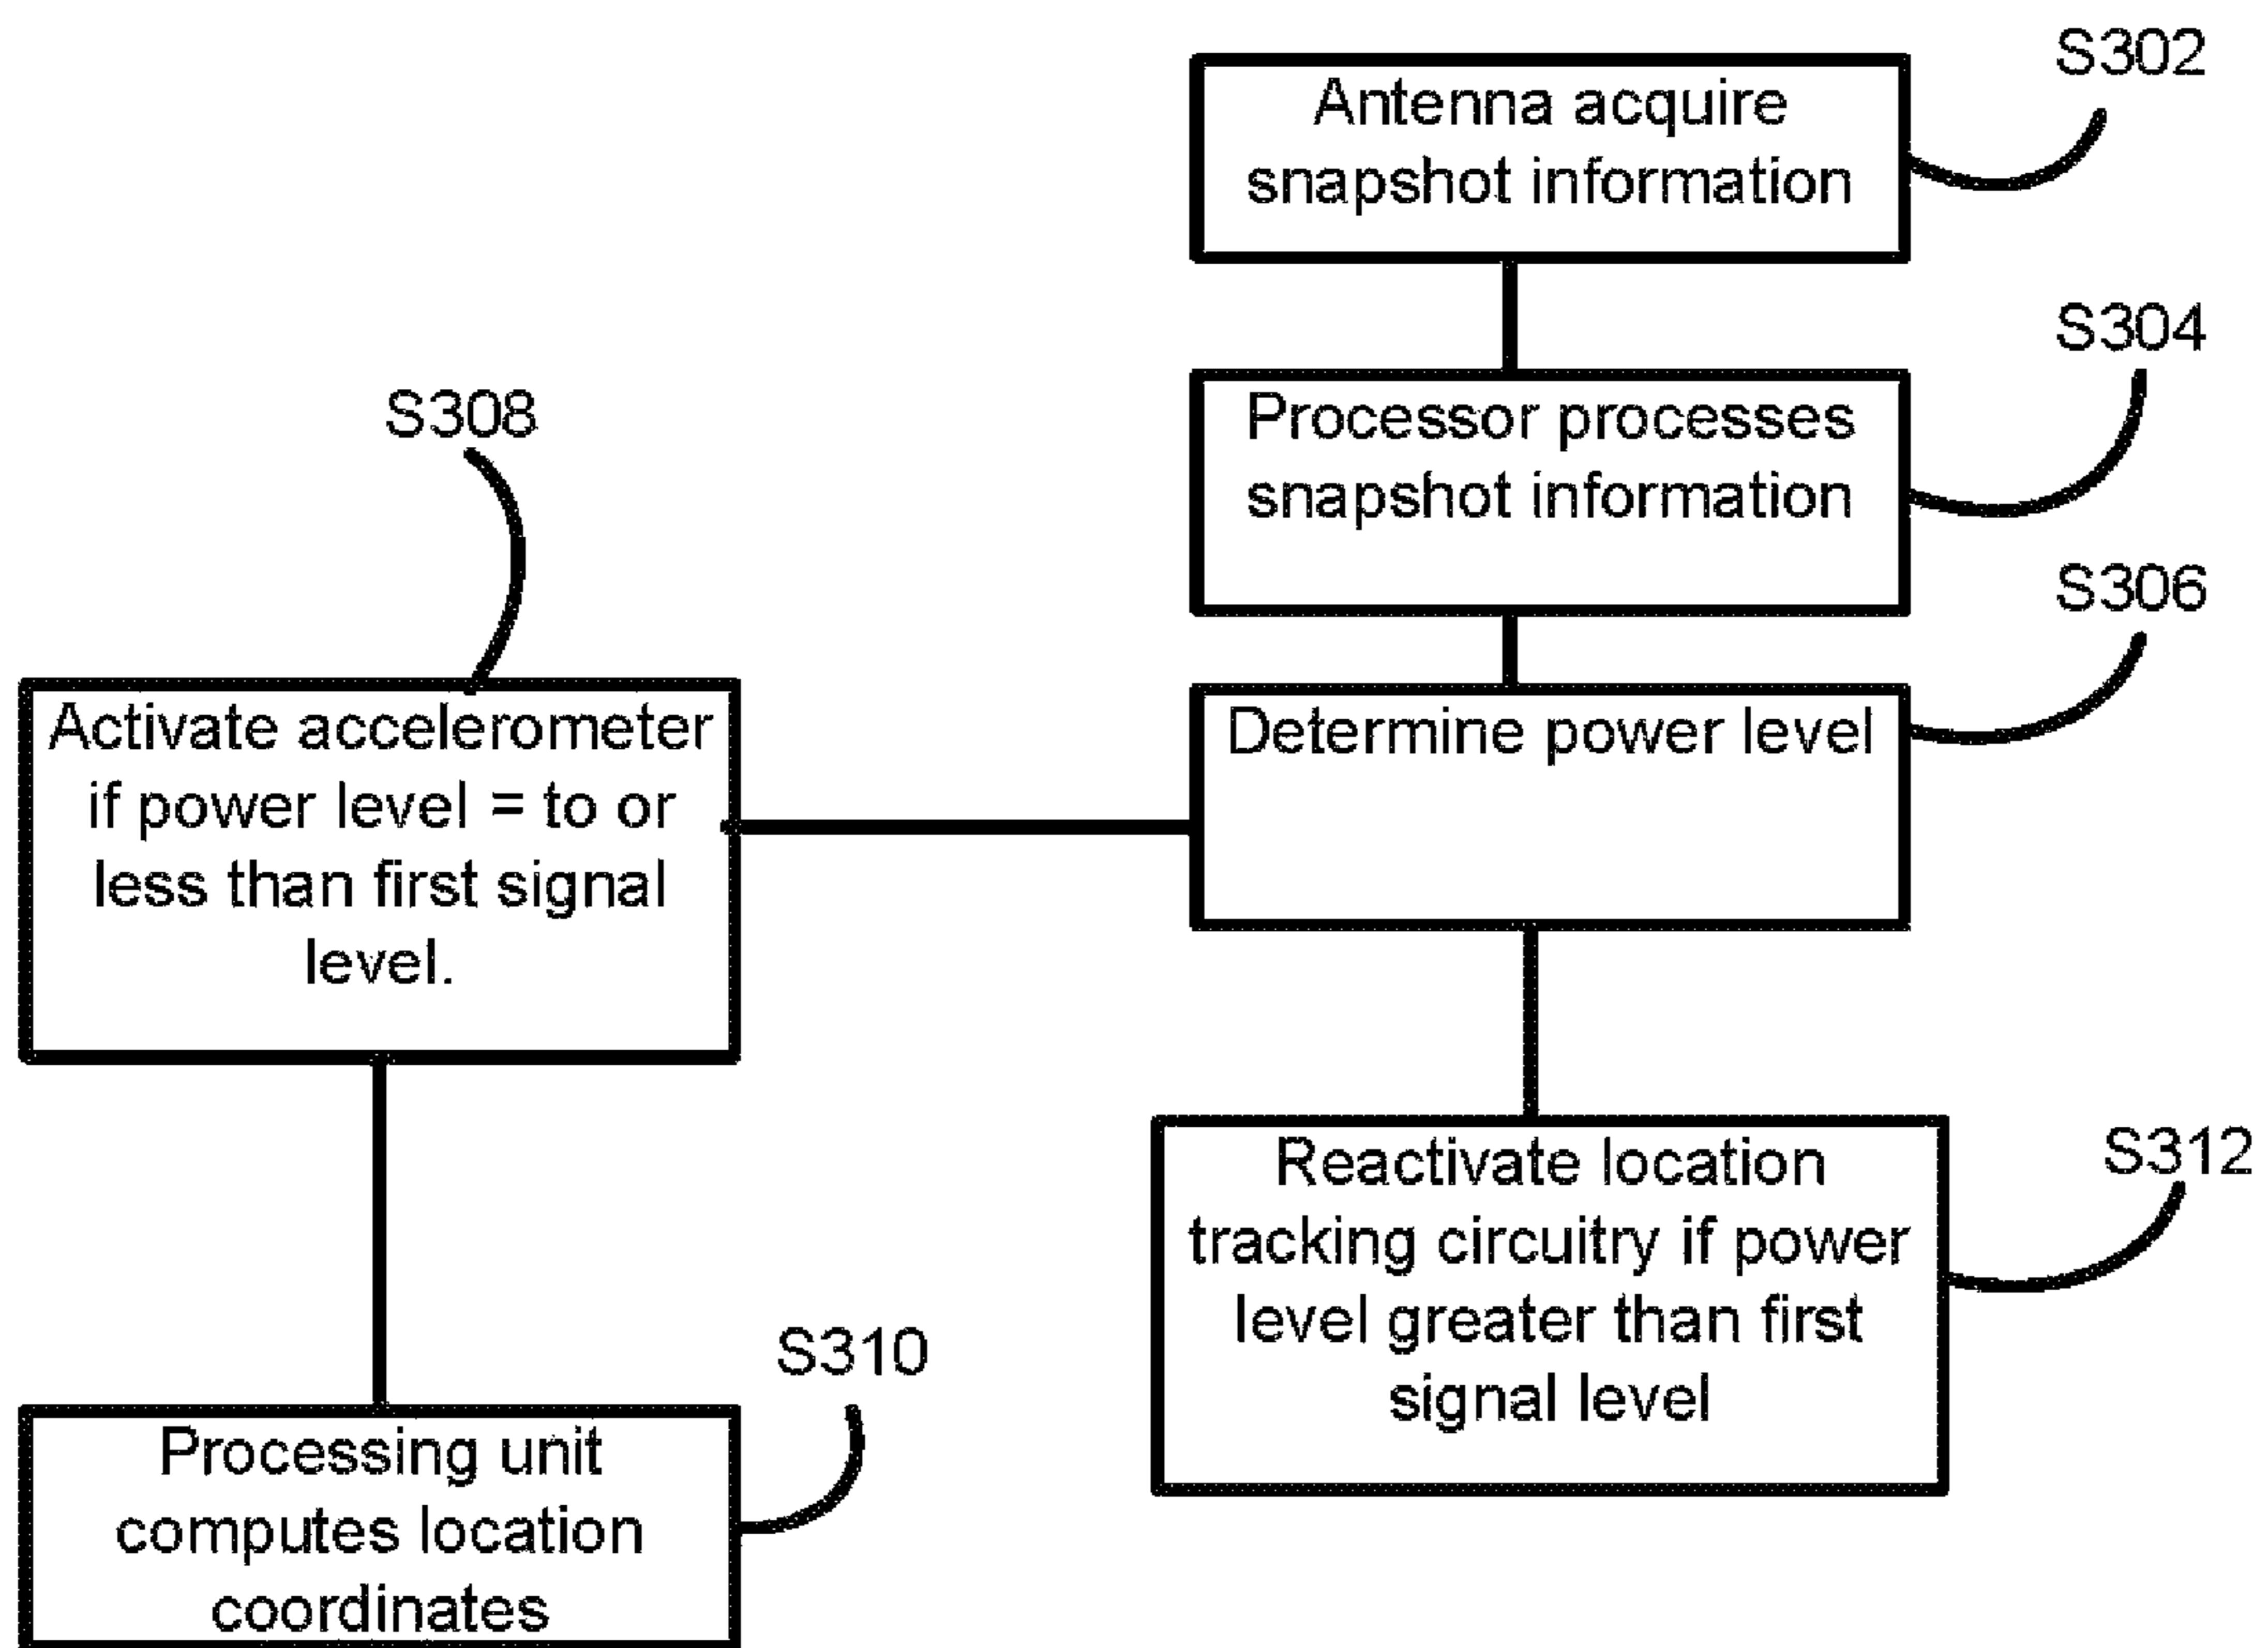 S302
Antenna acquire
snapshot information
S304
Processor processes
snapshot information
S306
Determine power level
S308
Activate accelerometer
if power level = to or
less than first signal
level.
S310
Processing unit
computes location
coordinates
S312
Reactivate location
tracking circuitry if power
level greater than first
signal level